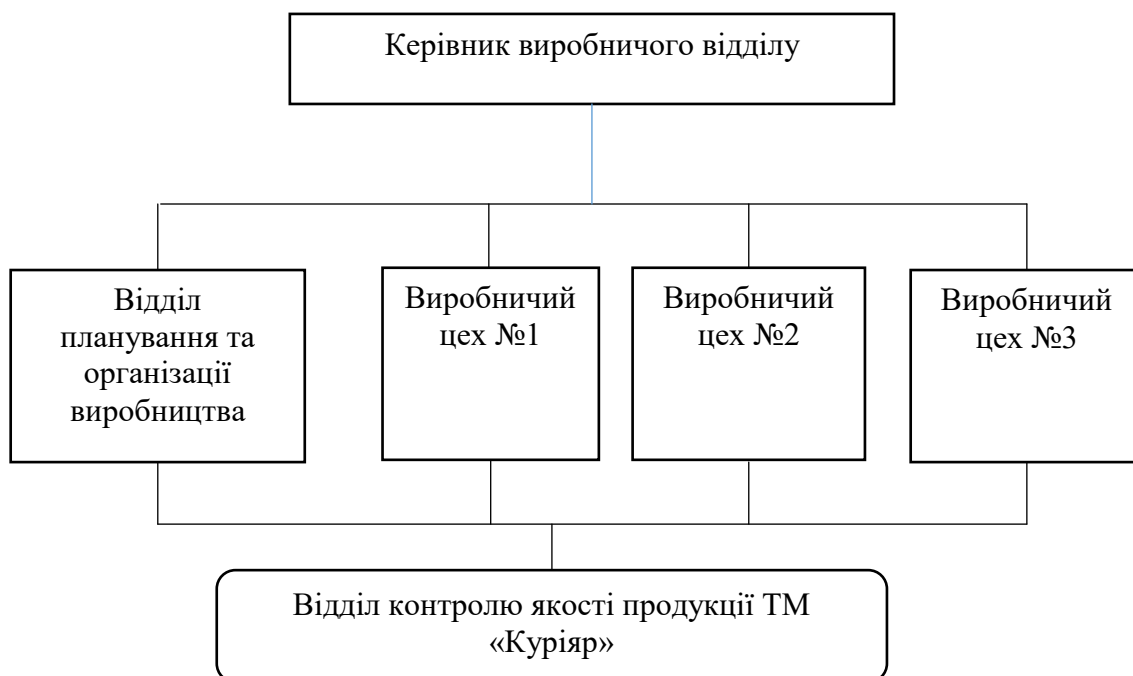 Керівник виробничого відділу
Відділ
планування та
організації
виробництва
Виробничий
цех №1
Виробничий
цех №2
Виробничий
цех №3
Відділ контролю якості продукції ТМ
«Куріяр»